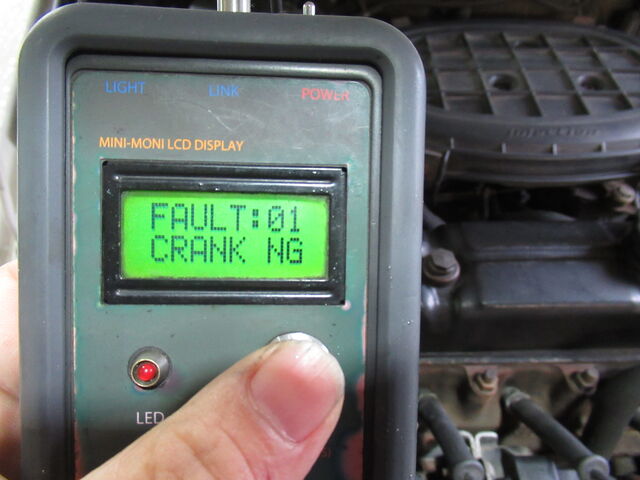 LIGHT LINK POWER
MINI-MONI LCD DISPLAY
FAULT:01
CRANK NG
LED